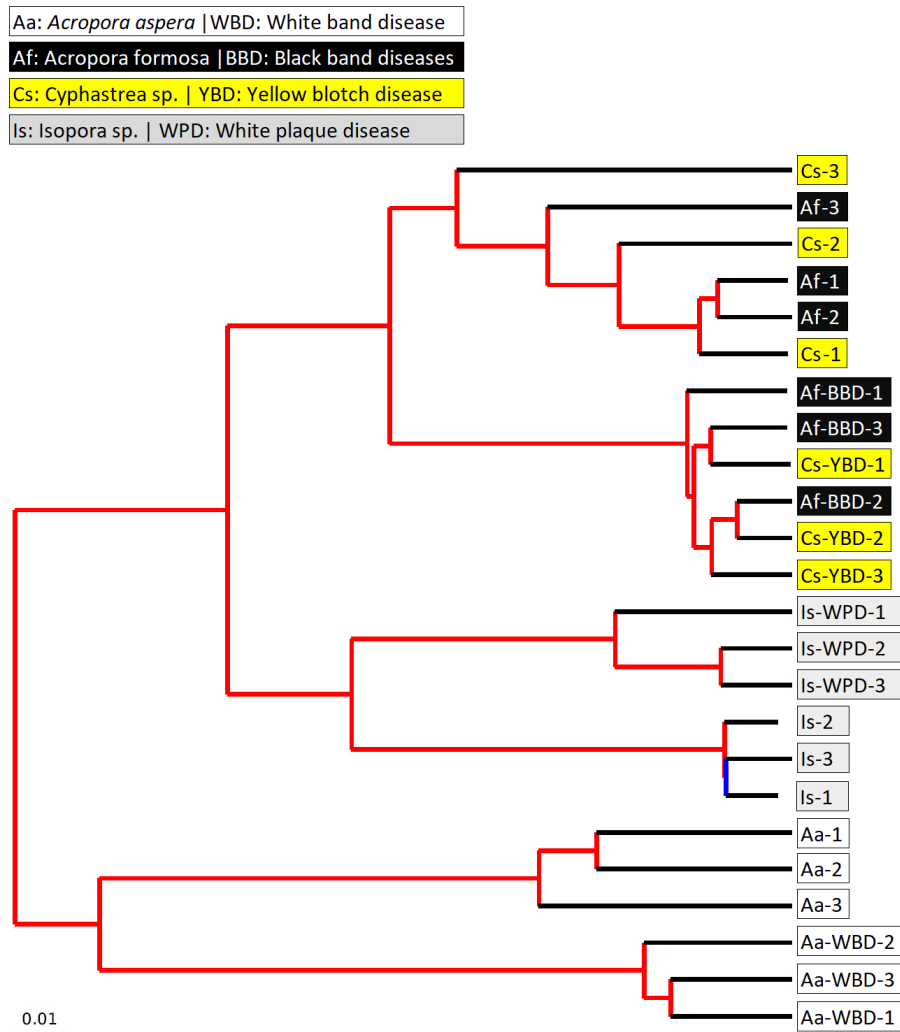 Aa: Acropora aspera |WBD: White band disease
Af: Acropora formosa |BBD: Black band diseases
Cs: Cyphastrea sp. | YBD: Yellow blotch disease
Is: Isopora sp. | WPD: White plaque disease
Cs-3
Af-3
Cs-2
Af-1
Af-2
Cs-1
Af-BBD-1
Af-BBD-3
Cs-YBD-1
Af-BBD-2
Cs-YBD-2
Cs-YBD-3
Is-WPD-1
Is-WPD-2
Is-WPD-3
Is-2
Is-3
Is-1
Aa-1
Aa-2
Aa-3
Aa-WBD-2
Aa-WBD-3
Aa-WBD-1
0.01